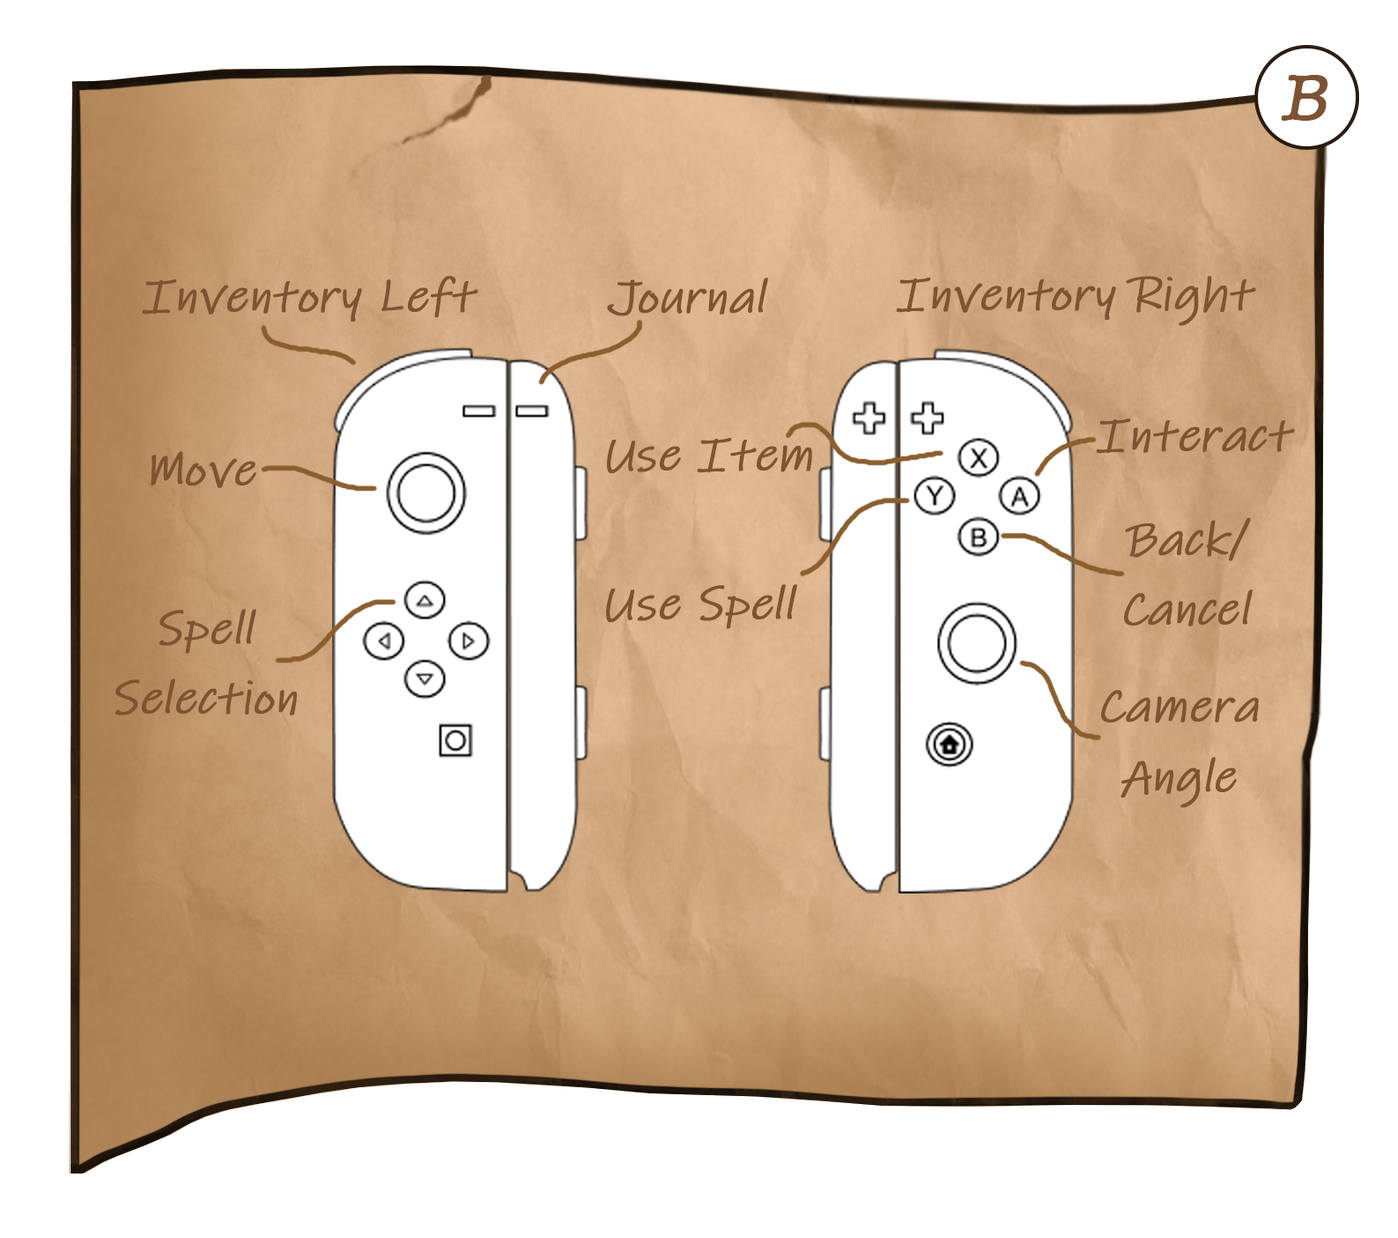 B
Inventory Left
Journal
Inventory Right
Move
Use Item
X
Interact
Y
A
B
Back/
Cancel
Use Spell
Spell
Selection
Camera
Angle